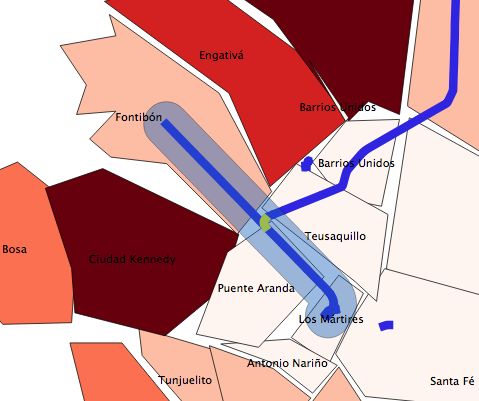 Engativá
Barrios Unidos
Fontibón
Barrios Unidos
Teusaquillo
Bosa
Ciudad Kennedy
Puente Aranda
Los Mártires
Antonio Nariño
Tunjuelito
Santa Fé